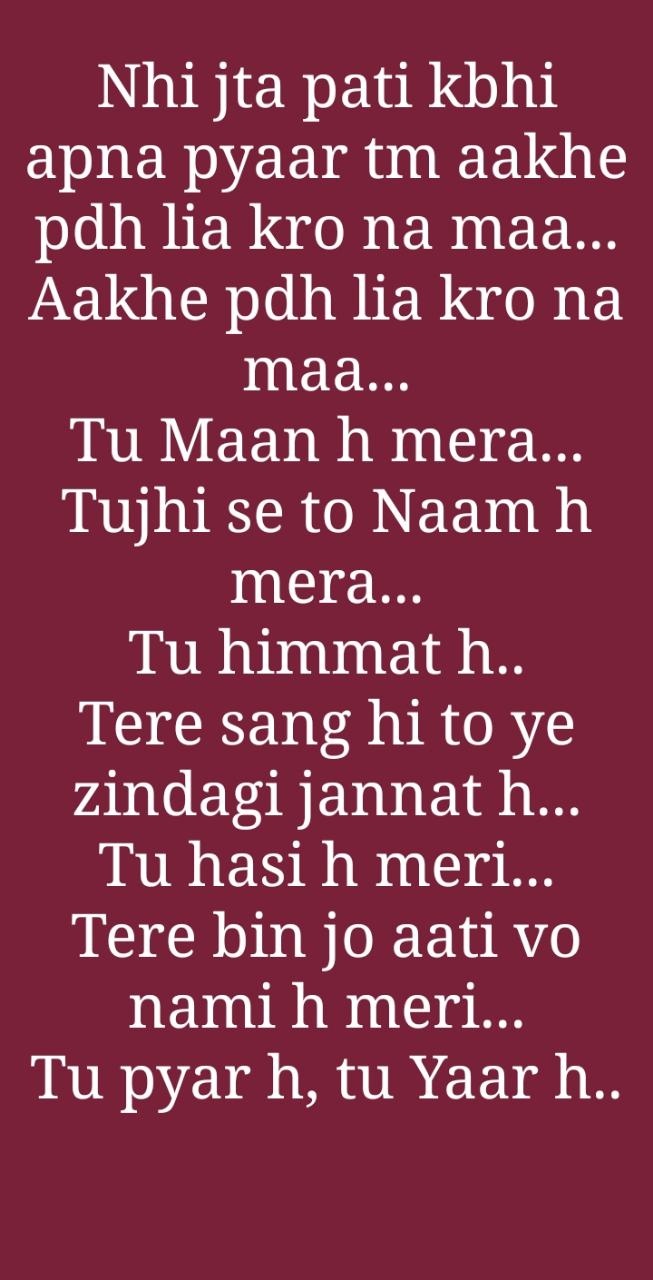 Nhi jta pati kbhi
apna pyaar tm aakhe
pdh lia kro na maa...
Aakhe pdh lia kro na
maa...
Tu Maan h mera...
Tujhi se to Naam h
mera...
Tu himmat h..
Tere sang hi to ye
zindagi jannat h...
Tu hasi h meri...
Tere bin jo aati vo
nami h meri...
Tu pyar h, tu Yaar h..